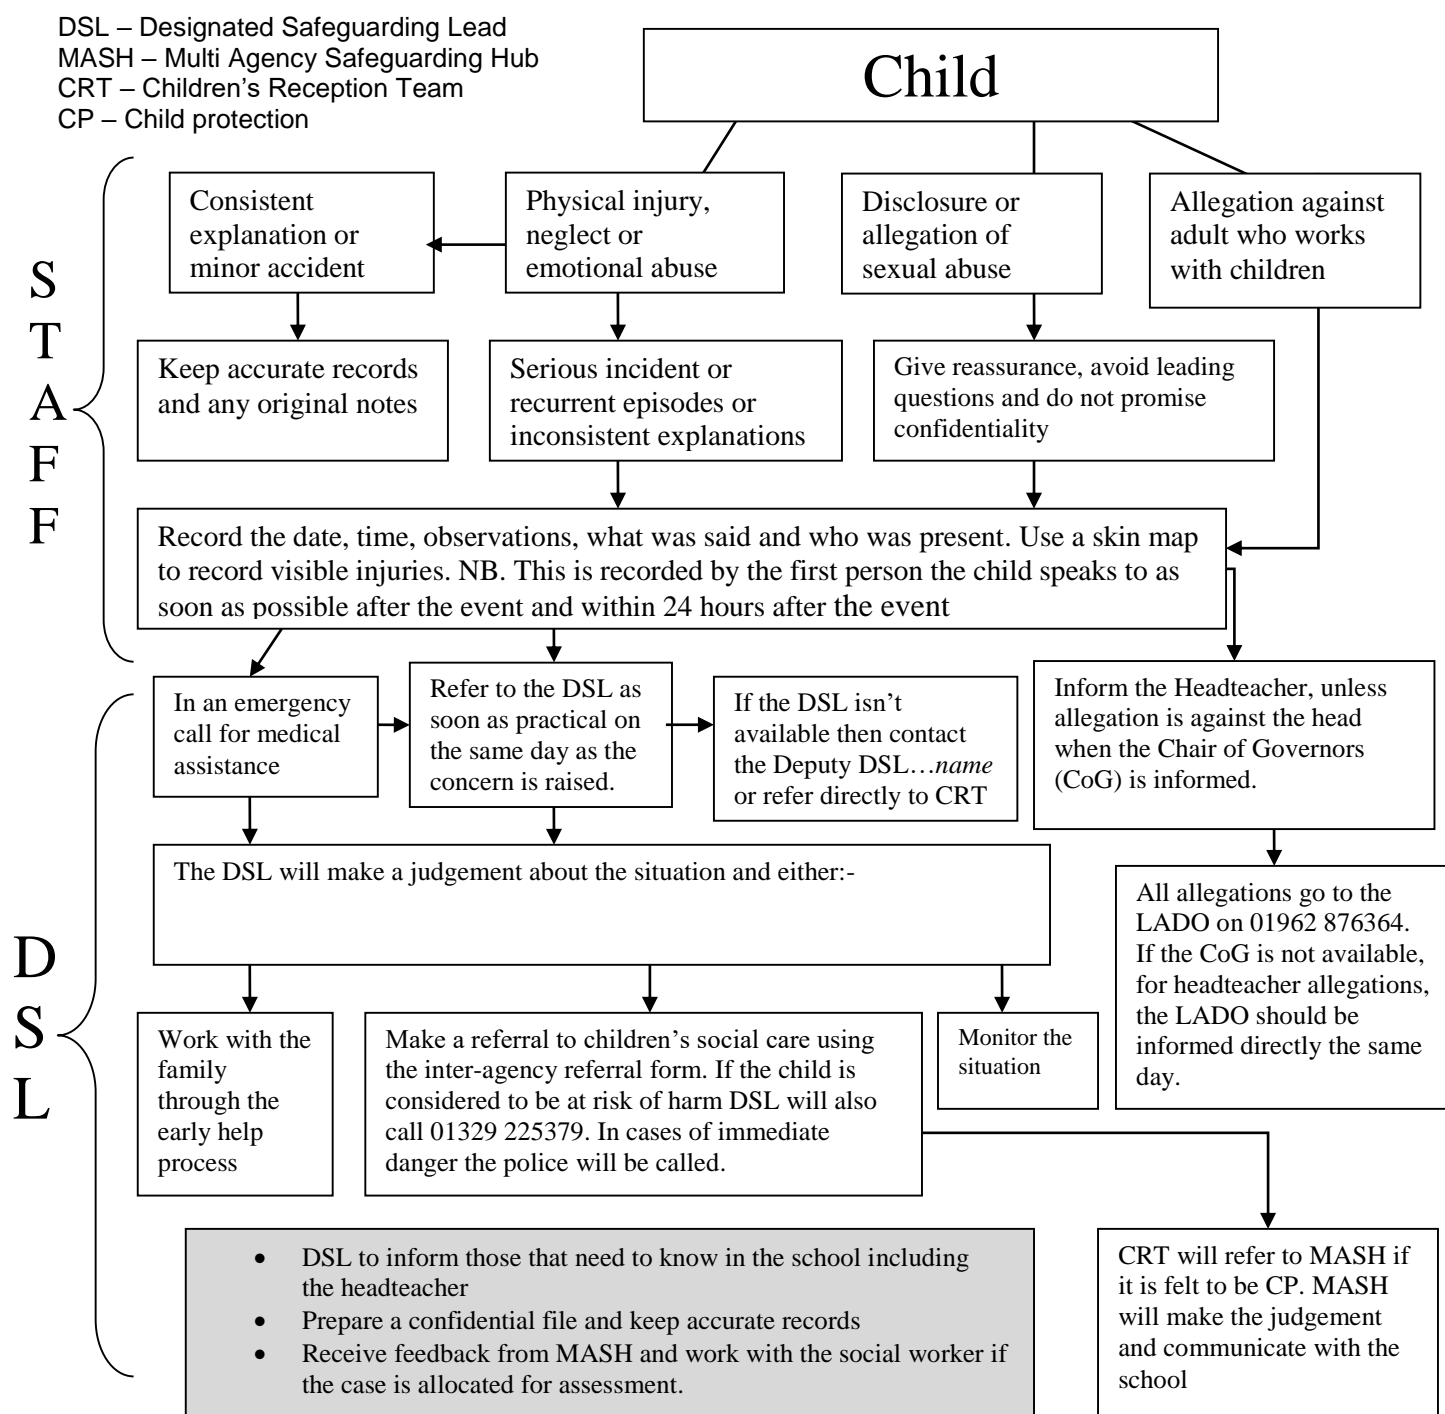 DSL – Designated Safeguarding Lead
MASH – Multi Agency Safeguarding Hub
CRT – Children's Reception Team
CP – Child protection
Child
S
T
A
F
F
Consistent
explanation or
minor accident
Physical injury,
neglect or
emotional abuse
Disclosure or
allegation of
sexual abuse
Allegation against
adult who works
with children
Keep accurate records
and any original notes
Serious incident or
recurrent episodes or
inconsistent explanations
Give reassurance, avoid leading
questions and do not promise
confidentiality
Record the date, time, observations, what was said and who was present. Use a skin map
to record visible injuries. NB. This is recorded by the first person the child speaks to as
soon as possible after the event and within 24 hours after the event
D
S
L
In an emergency
call for medical
assistance
Refer to the DSL as
soon as practical on
the same day as the
concern is raised.
If the DSL isn't
available then contact
the Deputy DSL…name
or refer directly to CRT
Inform the Headteacher, unless
allegation is against the head
when the Chair of Governors
(CoG) is informed.
The DSL will make a judgement about the situation and either:-
All allegations go to the
LADO on 01962 876364.
If the CoG is not available,
for headteacher allegations,
the LADO should be
informed directly the same
day.
Work with the
family
through the
early help
process
Make a referral to children's social care using
the inter-agency referral form. If the child is
considered to be at risk of harm DSL will also
call 01329 225379. In cases of immediate
danger the police will be called.
Monitor the
situation
• DSL to inform those that need to know in the school including
the headteacher
• Prepare a confidential file and keep accurate records
• Receive feedback from MASH and work with the social worker if
the case is allocated for assessment.
CRT will refer to MASH if
it is felt to be CP. MASH
will make the judgement
and communicate with the
school